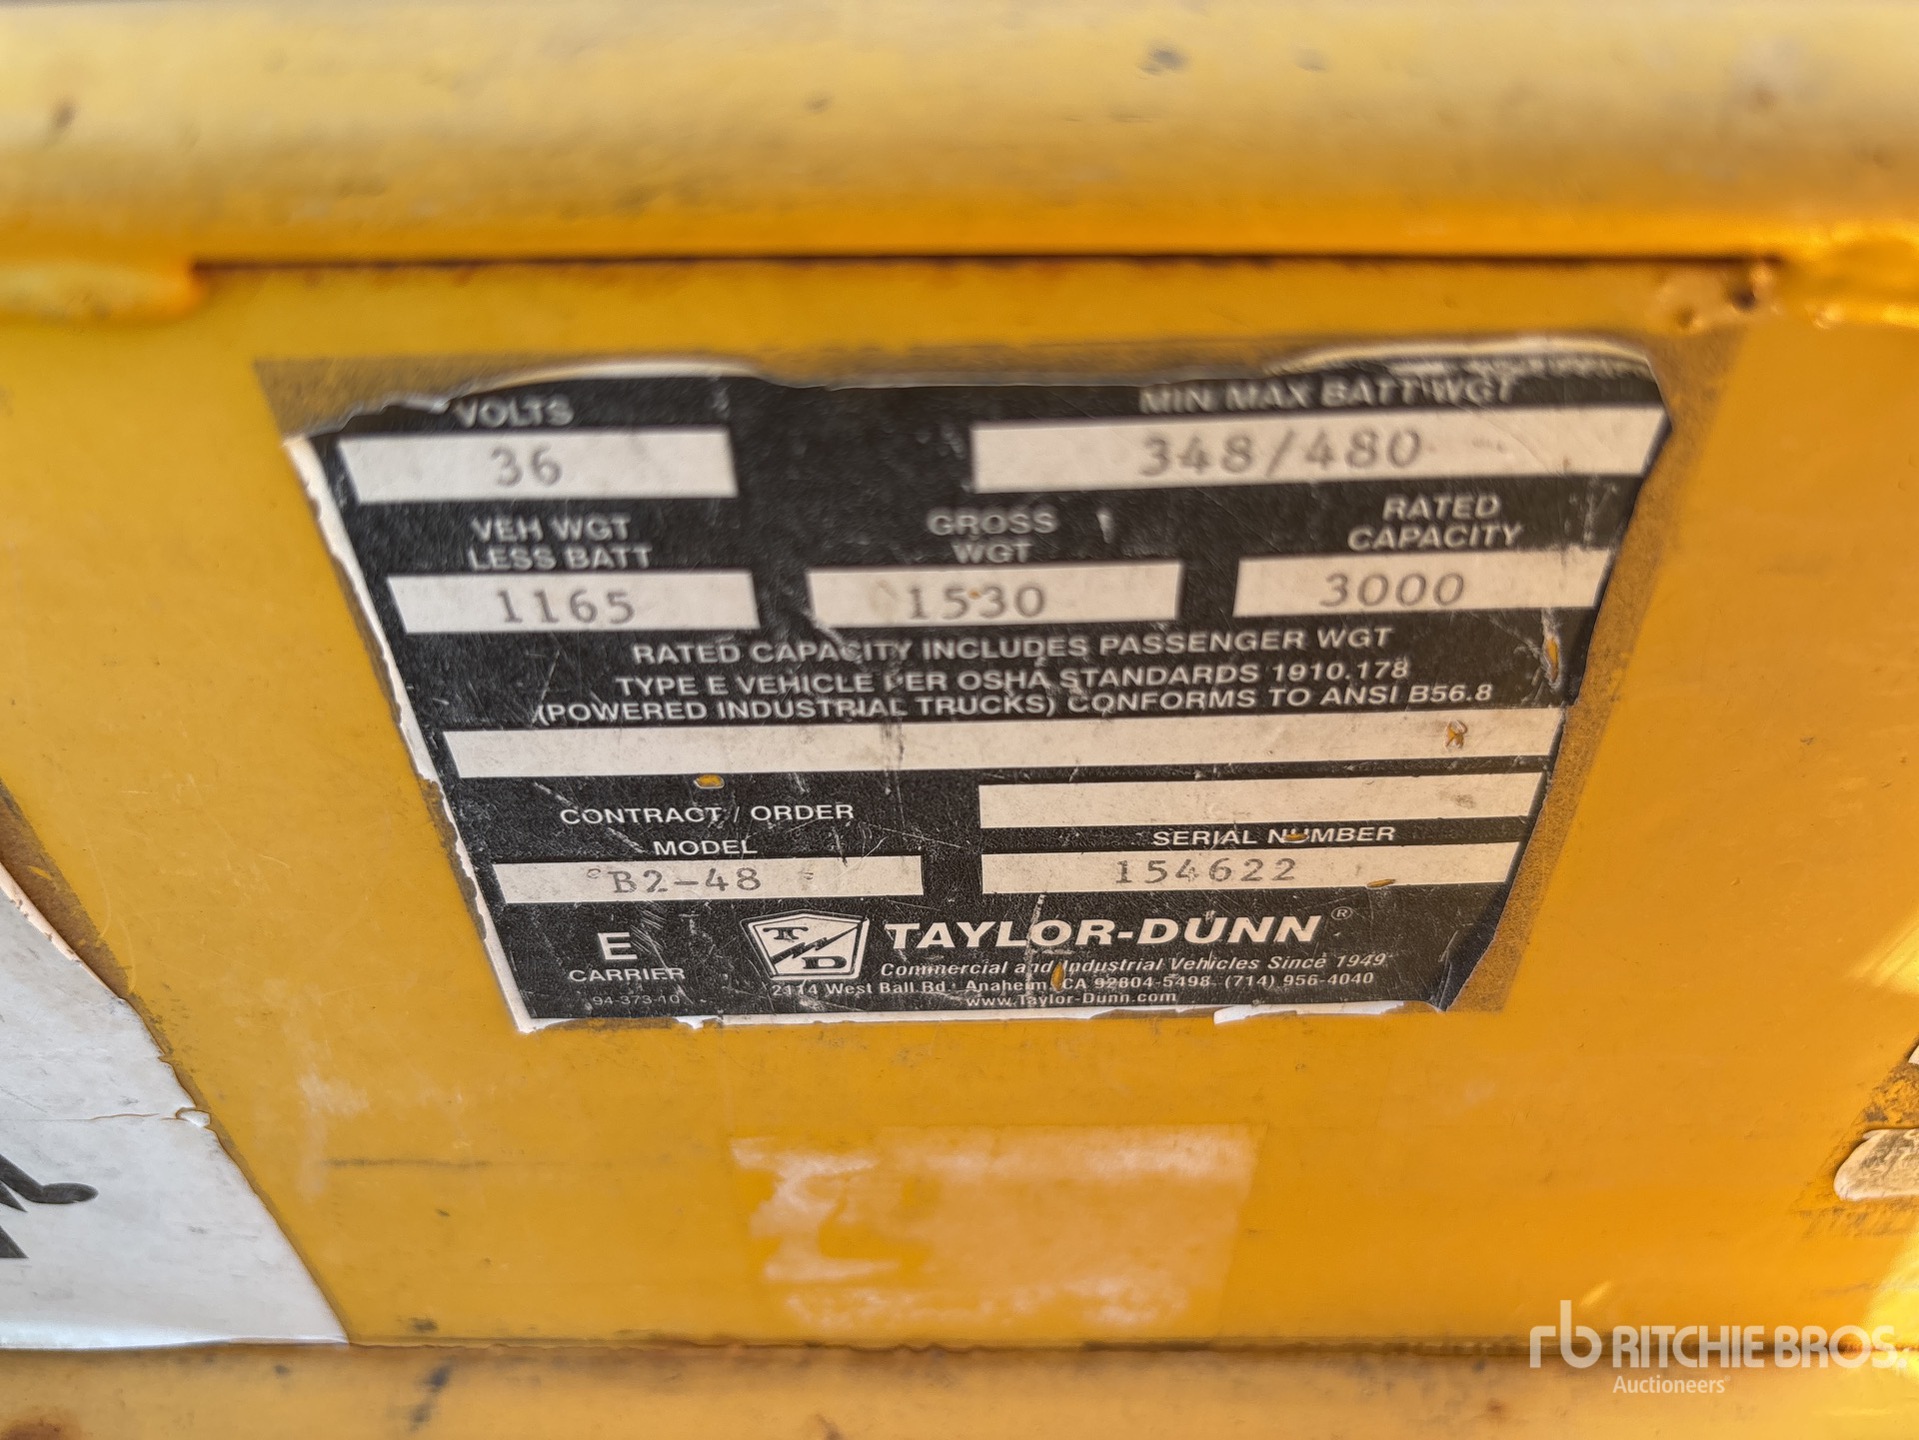 VOLTS
MIN MAX BATT WGT
36
348/480
VEH WGT
LESS BATT
GROSS
WGT
RATED
CAPACITY
1165
1530
3000
RATED CAPACITY INCLUDES PASSENGER WGT
TYPE E VEHICLE PER OSHA STANDARDS 1910.178
(POWERED INDUSTRIAL TRUCKS) CONFORMS TO ANSI B56.8
CONTRACT / ORDER
MODEL
SERIAL NUMBER
B2-48
154622
E
CARRIER
94-373-10
T D
TAYLOR-DUNN®
Commercial and Industrial Vehicles Since 1949
2114 West Ball Rd · Anaheim, CA 92804-5498 (714) 956-4040
www.Taylor-Dunn.com
rb RITCHIE BROS.
Auctioneers